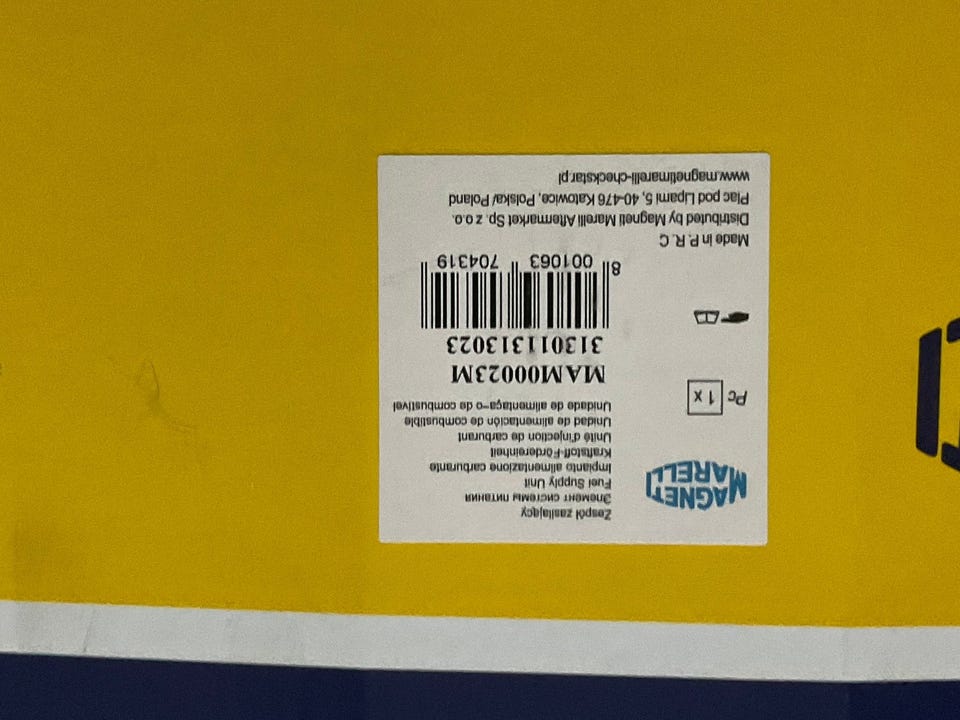 MAGNETI
MARELLI
Zespół zasilający
Элемент системы питания
Fuel Supply Unit
Impianto alimentazione carburante
Kraftstoff-Fördereinheit
Unité d'injection de carburant
Unidad de alimentación de combustible
Unidade de alimentaça-o de combustível
Pc 1 x
MAM00023M
313011313023
8 001063 704319
Made in P.R.C
Distributed by Magneti Marelli Aftermarket Sp. z o.o.
Plac pod Lipami 5, 40-476 Katowice, Polska/ Poland
www.magnetimarelli-checkstar.pl